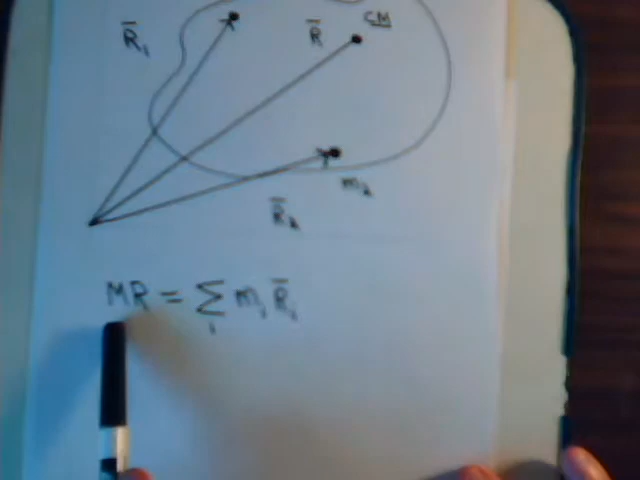 CM
R̅₁
R̅
m₂
R̅₂
MR = ∑ᵢ mᵢ R̅ᵢ